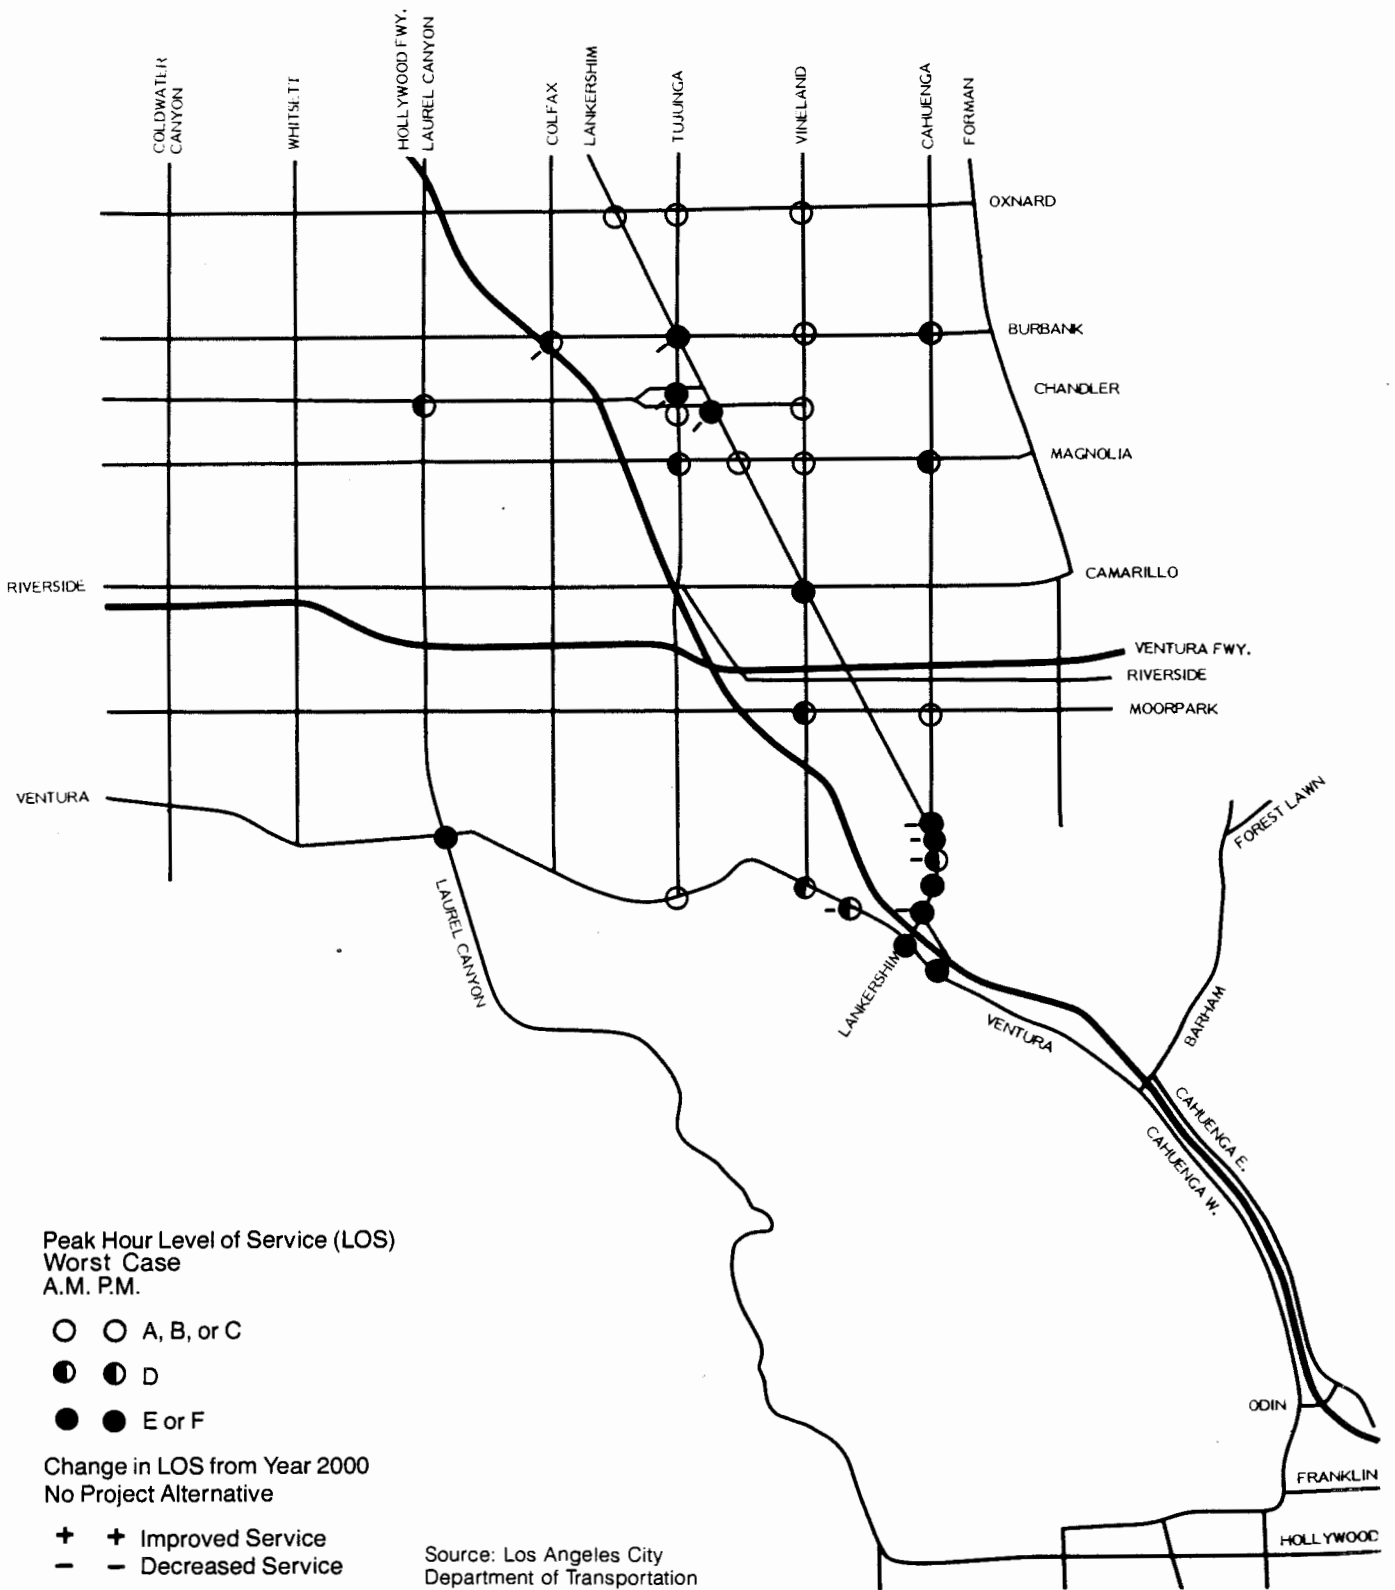 COLDWATER
CANYON
WHITSETT
HOLLYWOOD FWY.
LAUREL CANYON
COLFAX
LANKERSHIM
TUJUNGA
VINELAND
CAHUENGA
FORMAN
OXNARD
BURBANK
CHANDLER
MAGNOLIA
RIVERSIDE
CAMARILLO
VENTURA FWY.
RIVERSIDE
MOORPARK
VENTURA
FOREST LAWN
LAUREL CANYON
LANKERSHIM
VENTURA
BARHAM
CAHUENGA E.
CAHUENGA W.
ODIN
FRANKLIN
HOLLYWOOD
Peak Hour Level of Service (LOS)
Worst Case
A.M. P.M.
A, B, or C
D
E or F
Change in LOS from Year 2000
No Project Alternative
+ + Improved Service
– – Decreased Service
Source: Los Angeles City
Department of Transportation